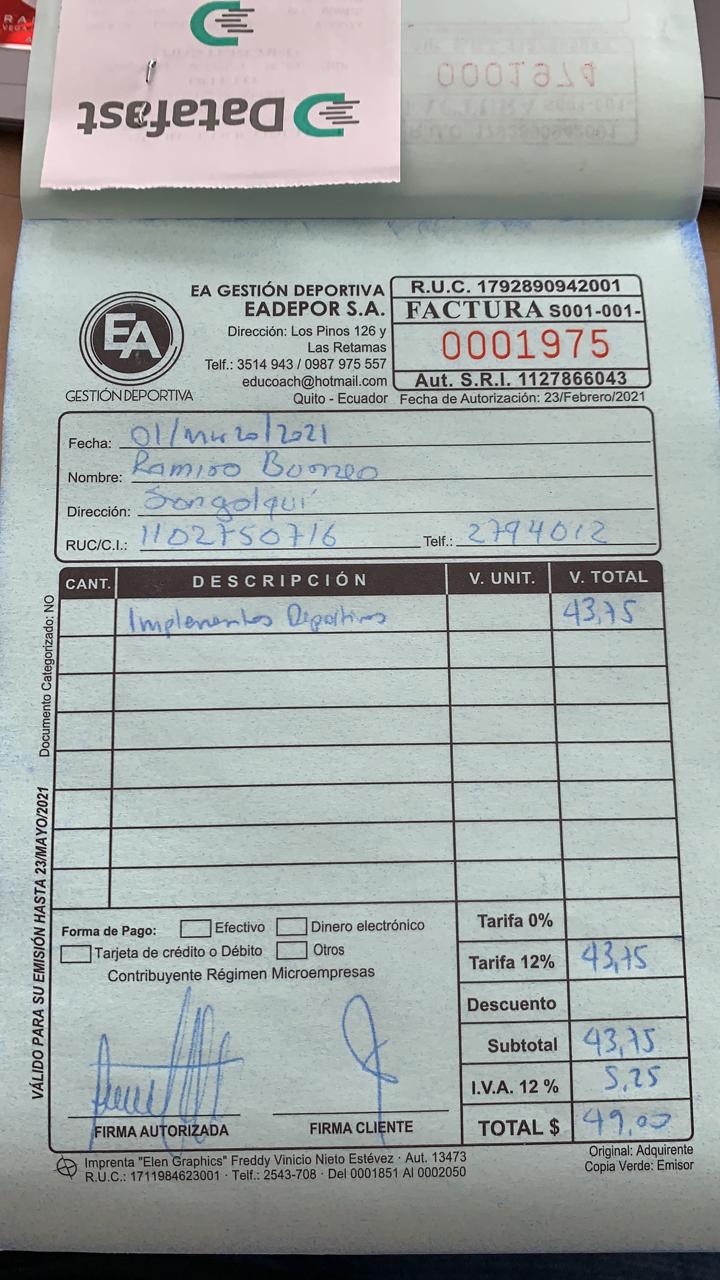 Datafast
0001974
R.U.C. 1792890942001
EA
GESTIÓN DEPORTIVA
EA GESTIÓN DEPORTIVA
EADEPOR S.A.
Dirección: Los Pinos 126 y
Las Retamas
Telf.: 3514 943 / 0987 975 557
educoach@hotmail.com
Quito - Ecuador
R.U.C. 1792890942001
FACTURA S001-001-
0001975
Aut. S.R.I. 1127866043
Fecha de Autorización: 23/Febrero/2021
Fecha: 01/marzo/2021
Nombre: Ramiro
Dirección: Sangolquí
RUC/C.I.: 1102750716 Telf.: 2794012
CANT. DESCRIPCIÓN V. UNIT. V. TOTAL
Implementos Deportivos 43,75
Documento Categorizado: NO
VÁLIDO PARA SU EMISIÓN HASTA 23/MAYO/2021
Forma de Pago: Efectivo Dinero electrónico
Tarjeta de crédito o Débito Otros
Contribuyente Régimen Microempresas
Tarifa 0%
Tarifa 12% 43,75
Descuento
Subtotal 43,75
I.V.A. 12 % 5,25
TOTAL $ 49,00
FIRMA AUTORIZADA FIRMA CLIENTE
Imprenta "Elen Graphics" Freddy Vinicio Nieto Estévez · Aut. 13473
R.U.C.: 1711984623001 · Telf.: 2543-708 · Del 0001851 Al 0002050
Original: Adquirente
Copia Verde: Emisor